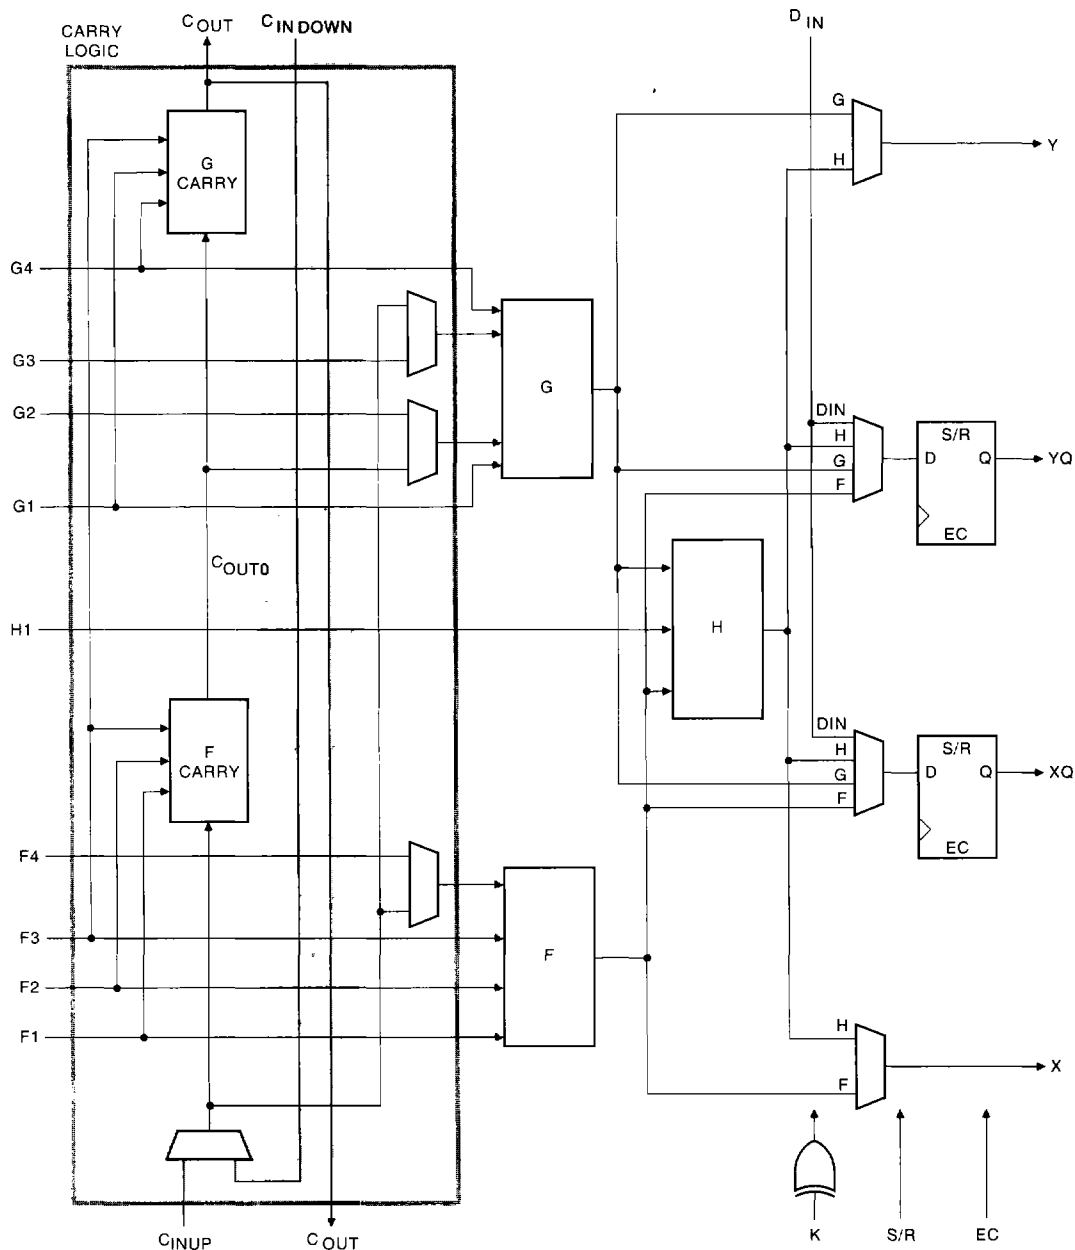 C OUT
C IN DOWN
D IN
CARRY
LOGIC
G
G
CARRY
Y
H
G4
G3
G
G2
DIN
S/R
H
D
Q
YQ
G
F
G1
EC
C OUT0
H1
H
DIN
F
CARRY
S/R
H
D
Q
XQ
G
F
F4
EC
F3
F
F2
F1
H
X
F
C INUP
C OUT
K
S/R
EC